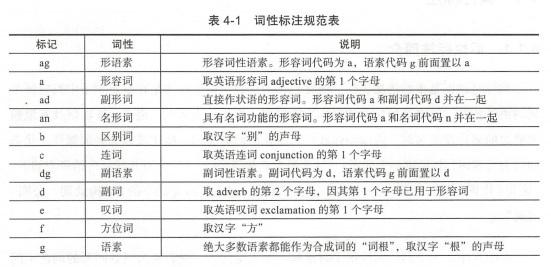 表 4-1 词性标注规范表
标记 词性 说明
ag 形语素 形容词性语素。形容词代码为 a，语素代码 g 前面置以 a
a 形容词 取英语形容词 adjective 的第 1 个字母
ad 副形词 直接作状语的形容词。形容词代码 a 和副词代码 d 并在一起
an 名形词 具有名词功能的形容词。形容词代码 a 和名词代码 n 并在一起
b 区别词 取汉字“别”的声母
c 连词 取英语连词 conjunction 的第 1 个字母
dg 副语素 副词性语素。副词代码为 d，语素代码 g 前面置以 d
d 副词 取 adverb 的第 2 个字母，因其第 1 个字母已用于形容词
e 叹词 取英语叹词 exclamation 的第 1 个字母
f 方位词 取汉字“方”
g 语素 绝大多数语素都能作为合成词的“词根”，取汉字“根”的声母